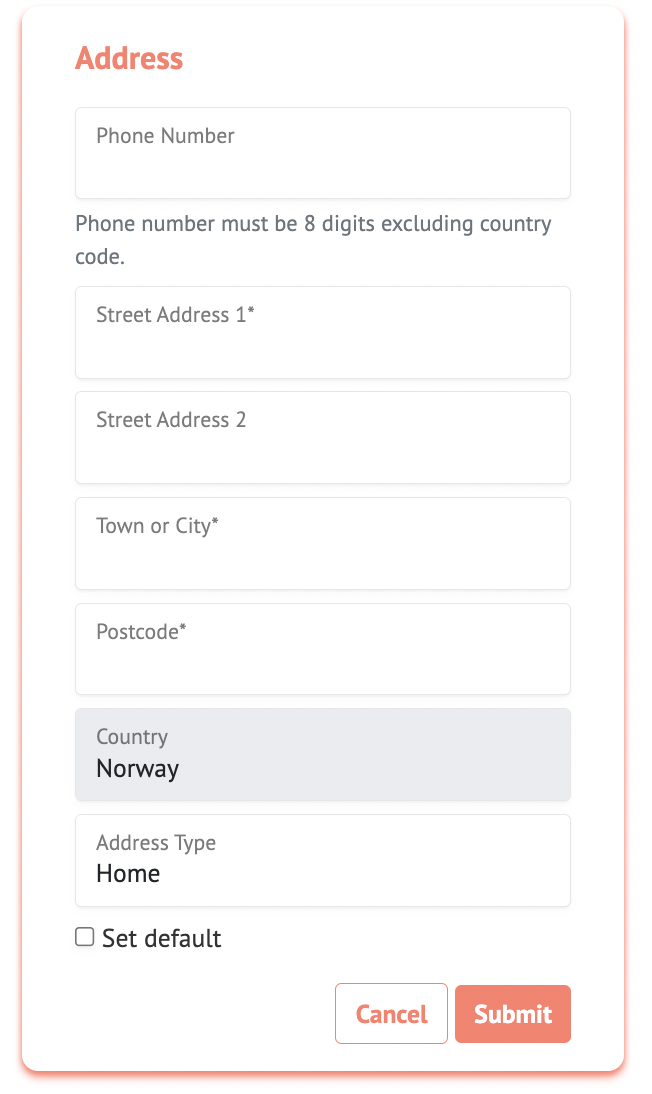 Address
Phone Number
Phone number must be 8 digits excluding country
code.
Street Address 1*
Street Address 2
Town or City*
Postcode*
Country
Norway
Address Type
Home
Set default
Cancel Submit